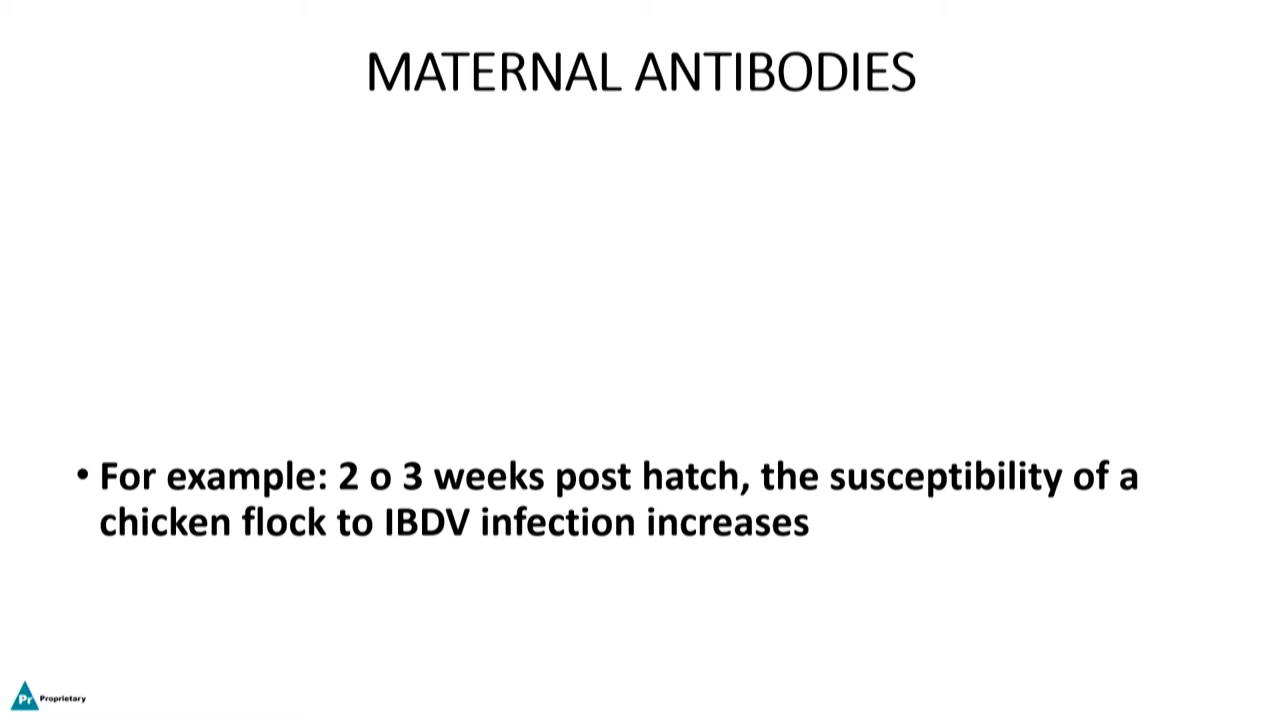 MATERNAL ANTIBODIES
• For example: 2 o 3 weeks post hatch, the susceptibility of a
chicken flock to IBDV infection increases
Pr Proprietary